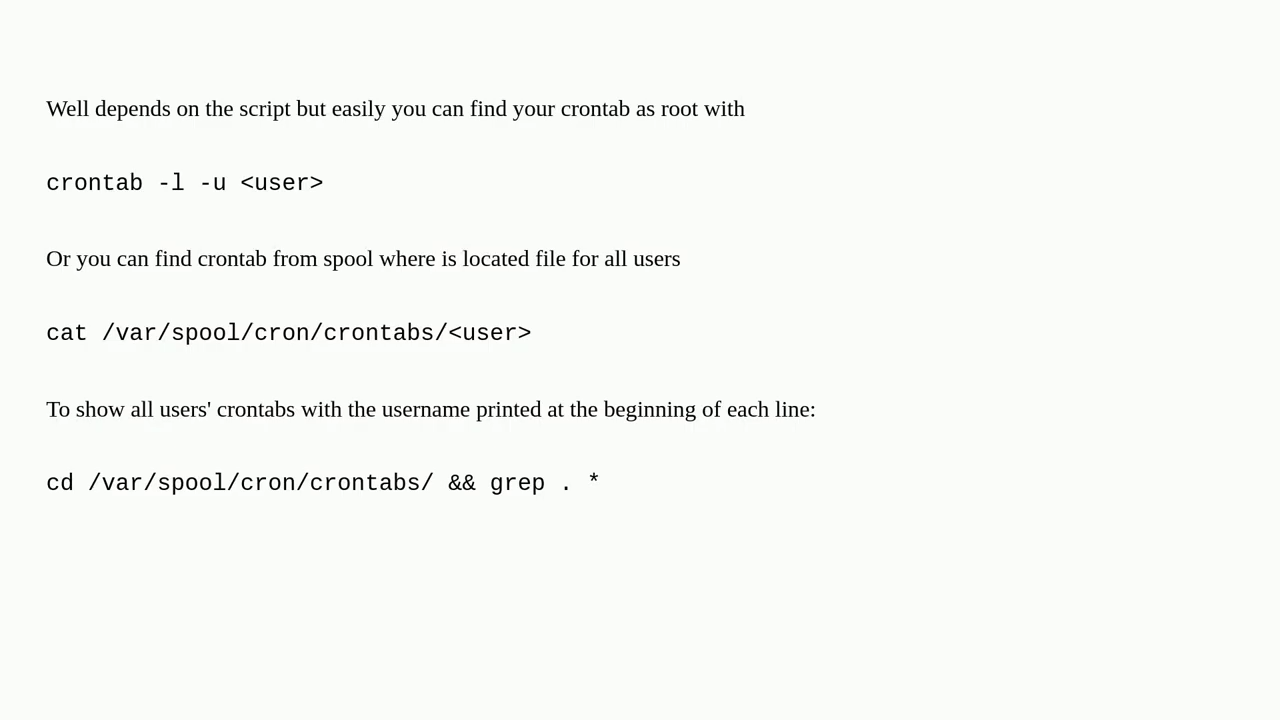 Well depends on the script but easily you can find your crontab as root with
crontab -l -u <user>
Or you can find crontab from spool where is located file for all users
cat /var/spool/cron/crontabs/<user>
To show all users' crontabs with the username printed at the beginning of each line:
cd /var/spool/cron/crontabs/ && grep . *